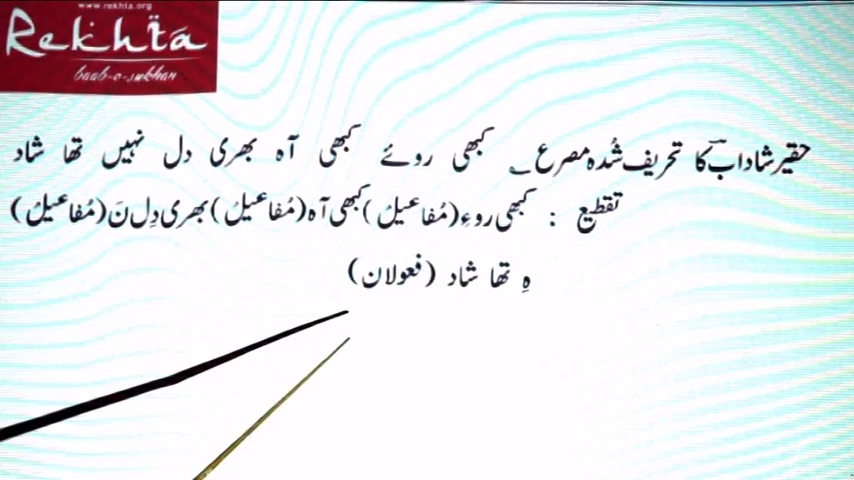 www.rekhta.org
Rekhta
baab-o-sukhan
حقیر شادابؔ کا تحریف شُدہ مصرع ؂ کبھی روئے کبھی آہ بھری دل نہیں تھا شاد
تقطیع : کبھی روءِ (مُفاعیلُ) کبھی آہ (مُفاعیلُ) بھری دِل نَ (مُفاعیلُ)
ہِ تھا شاد (فعولان)